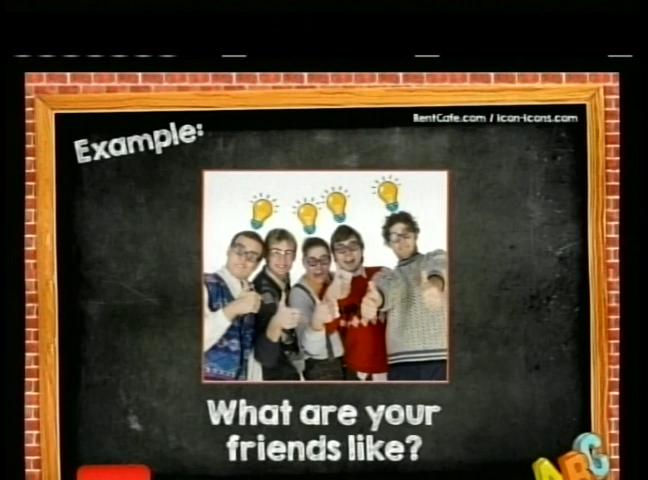 RentCafe.com / icon-icons.com
Example:
What are your
friends like?
ABC